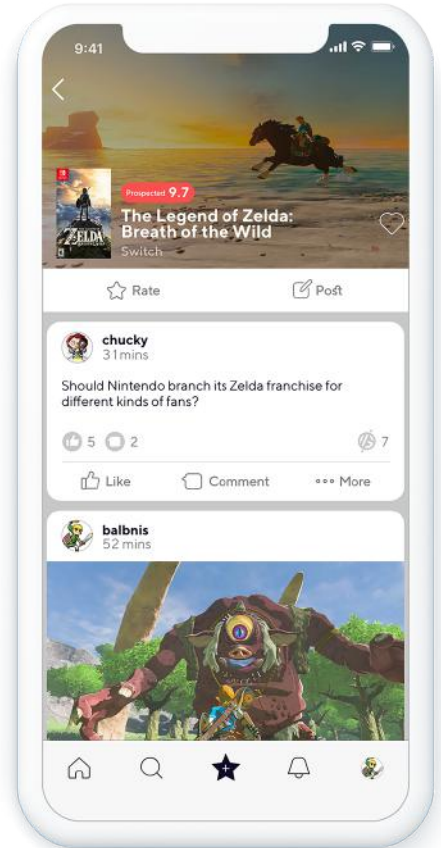 9:41
Prospected 9.7
The Legend of Zelda:
Breath of the Wild
Switch
ZELDA
Rate
Post
chucky
31mins
Should Nintendo branch its Zelda franchise for
different kinds of fans?
5
2
7
Like
Comment
More
balbnis
52 mins